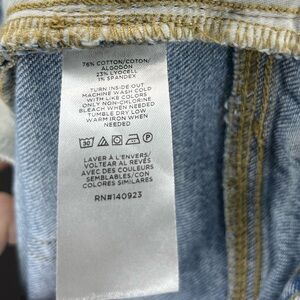 76% COTTON/COTON/
ALGODON
23% LYOCELL
1% SPANDEX
TURN INSIDE OUT
MACHINE WASH COLD
WITH LIKE COLORS
ONLY NON-CHLORINE
BLEACH WHEN NEEDED
TUMBLE DRY LOW
WARM IRON WHEN
NEEDED
30
P
LAVER À L'ENVERS/
VOLTEAR AL REVÉS
AVEC DES COULEURS
SEMBLABLES/CON
COLORES SIMILARES
RN#140923